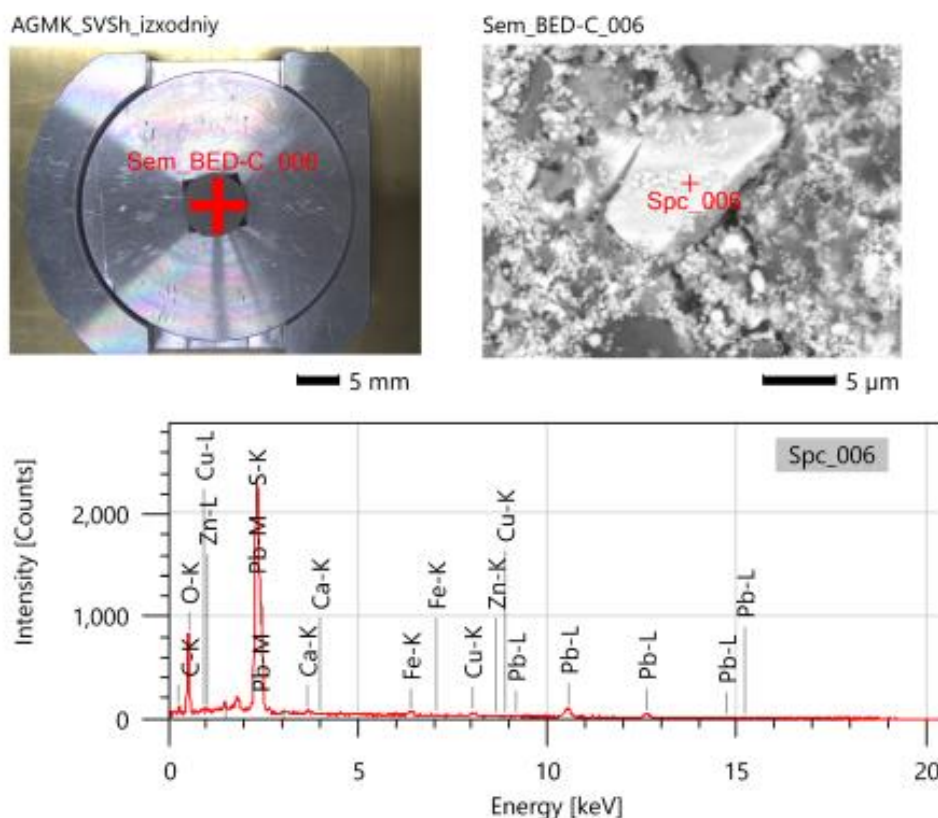 AGMK_SVSh_izxodniy
Sem_BED-C_006
Sem_BED-C_006
Spc_006
5 mm
5 µm
Spc_006
Intensity [Counts]
2,000
1,000
0
C-K
O-K
Zn-L
Cu-L
S-K
Pb-M
Pb-M
Ca-K
Ca-K
Fe-K
Fe-K
Cu-K
Zn-K
Cu-K
Pb-L
Pb-L
Pb-L
Pb-L
Pb-L
0
5
10
15
20
Energy [keV]